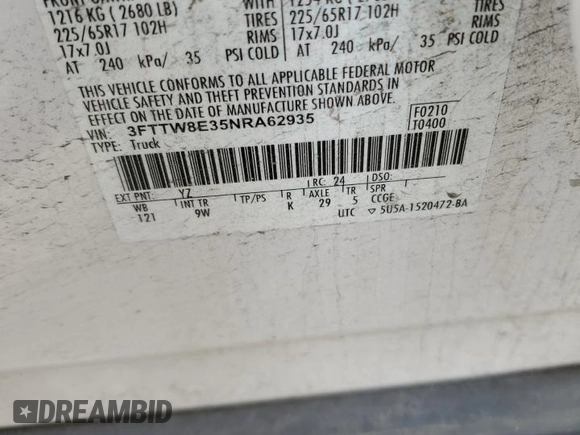 1216 KG ( 2680 LB) TIRES
225/65R17 102H RIMS
17x7.0J
AT 240 kPa/ 35 PSI COLD
TIRES
225/65R17 102H RIMS
17x7.0J
AT 240 kPa/ 35 PSI COLD
THIS VEHICLE CONFORMS TO ALL APPLICABLE FEDERAL MOTOR
VEHICLE SAFETY AND THEFT PREVENTION STANDARDS IN
EFFECT ON THE DATE OF MANUFACTURE SHOWN ABOVE.
VIN: 3FTTW8E35NRA62935 F0210
TYPE: Truck T0400
EXT PNT: YZ RC: 24 DSO:
WB INT TR TP/PS R AXLE TR SPR
121 9W K 29 5 CCGE
UTC ▽ 5U5A-1520472-BA
DREAMBID